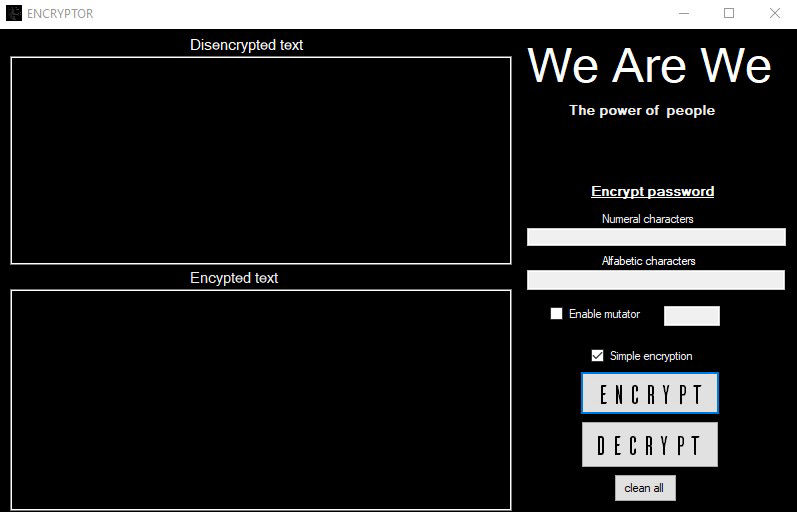 ENCRYPTOR
Disencrypted text
Encypted text
We Are We
The power of people
Encrypt password
Numeral characters
Alfabetic characters
Enable mutator
Simple encryption
ENCRYPT
DECRYPT
clean all